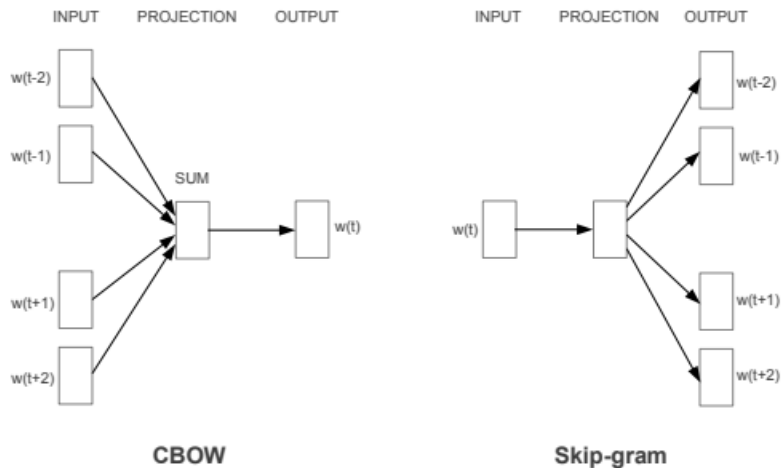 INPUT PROJECTION OUTPUT
w(t-2)
w(t-1)
SUM
w(t)
w(t+1)
w(t+2)
CBOW
INPUT PROJECTION OUTPUT
w(t-2)
w(t-1)
w(t)
w(t+1)
w(t+2)
Skip-gram